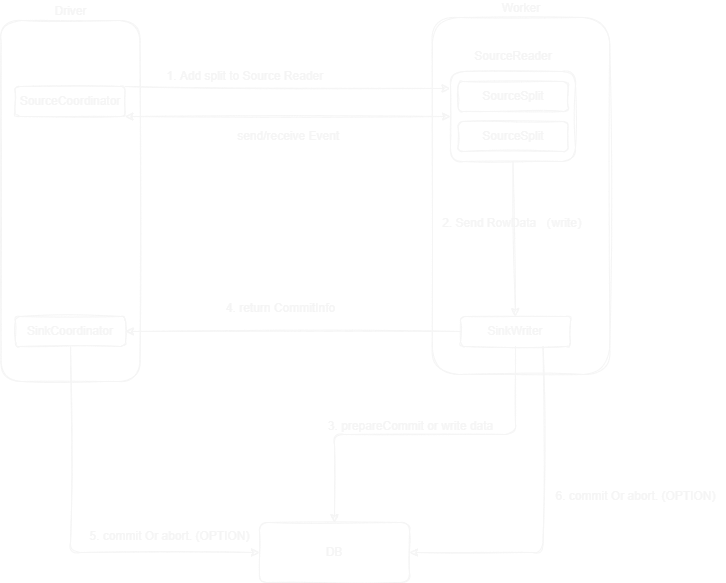 Driver
Worker
SourceReader
1. Add split to Source Reader
SourceCoordinator
SourceSplit
send/receive Event
SourceSplit
2. Send RowData (write)
4. return CommitInfo
SinkCoordinator
SinkWriter
3. prepareCommit or write data
6. commit Or abort. (OPTION)
5. commit Or abort. (OPTION)
DB